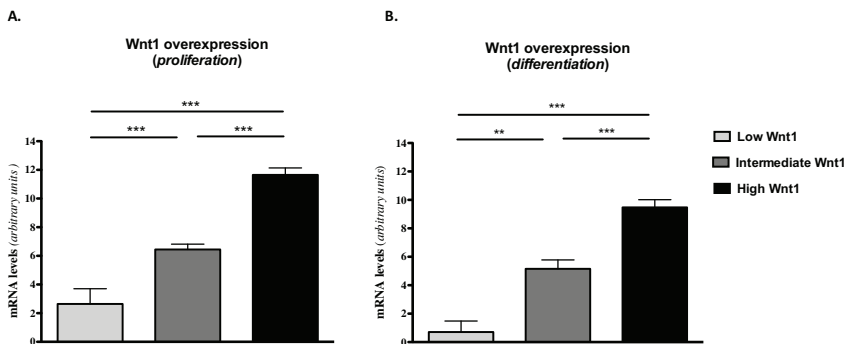 A.
Wnt1 overexpression
(proliferation)
***
***
***
mRNA levels (arbitrary units)
14
12
10
8
6
4
2
0
B.
Wnt1 overexpression
(differentiation)
***
**
***
mRNA levels (arbitrary units)
14
12
10
8
6
4
2
0
Low Wnt1
Intermediate Wnt1
High Wnt1